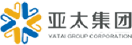 亚太集团
YATAI GROUP CORPORATION